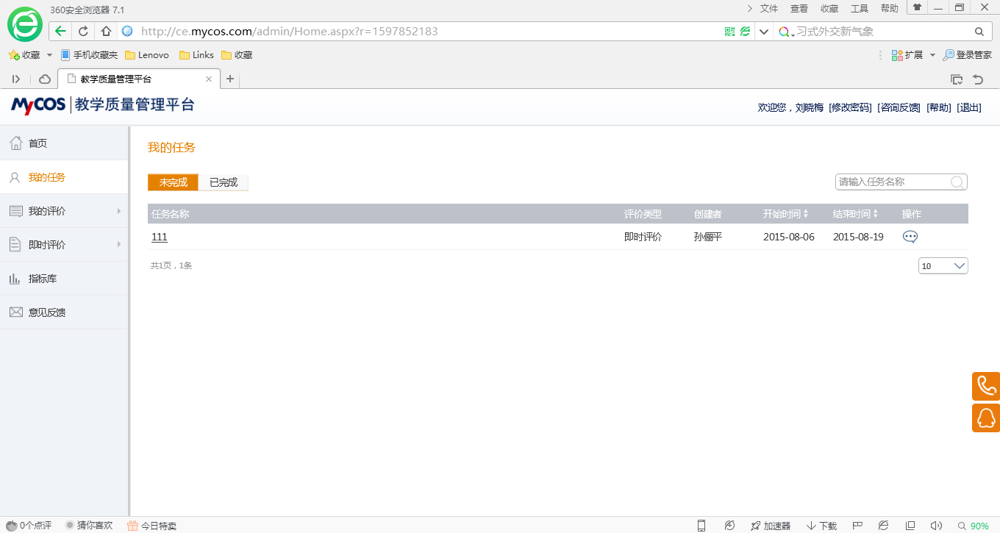 360安全浏览器 7.1
文件 查看 收藏 工具 帮助
http://ce.mycos.com/admin/Home.aspx?r=1597852183
习式外交新气象
收藏 手机收藏夹 Lenovo Links 收藏
扩展 登录管家
教学质量管理平台
MyCOS 教学质量管理平台
欢迎您，刘晓梅 [修改密码] [咨询反馈] [帮助] [退出]
首页
我的任务
我的评价
即时评价
指标库
意见反馈
我的任务
未完成 已完成
请输入任务名称
任务名称 评价类型 创建者 开始时间 结束时间 操作
111 即时评价 孙俪平 2015-08-06 2015-08-19
共1页，1条
10
0个点评 猜你喜欢 今日特卖
加速器 下载 90%